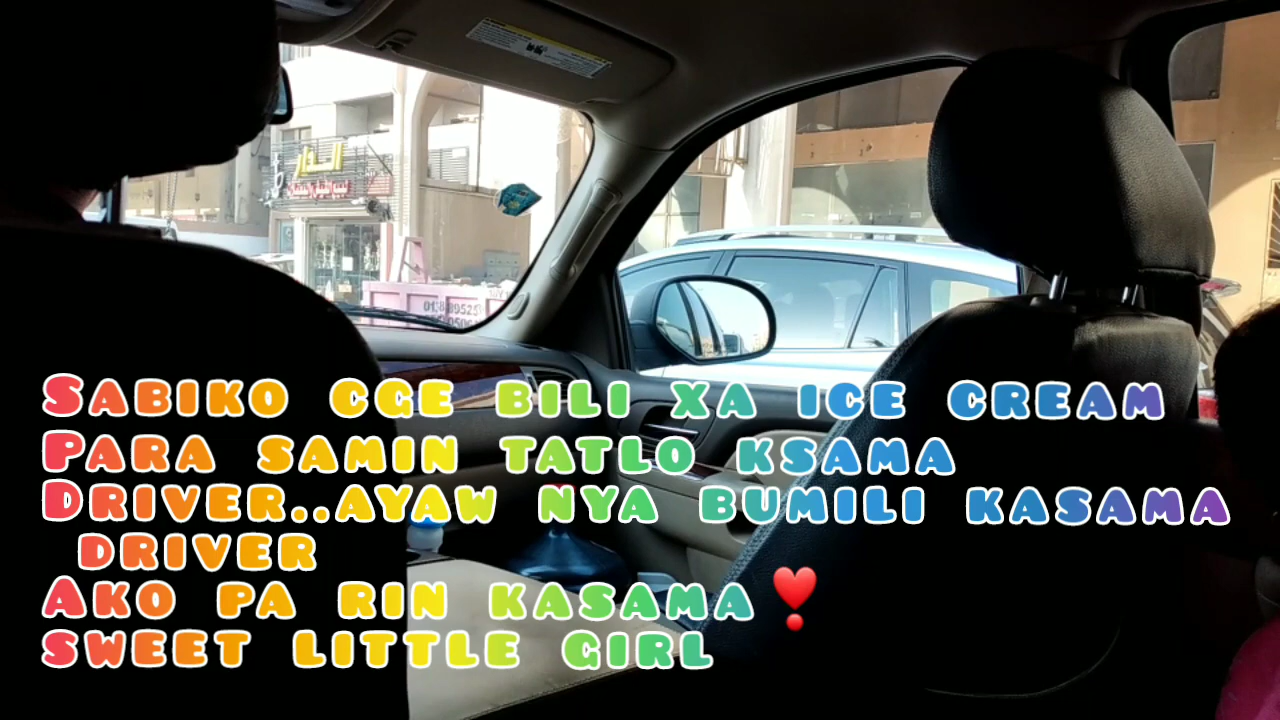 Sabiko cge bili xa ice cream
Para samin tatlo ksama
Driver..ayaw nya bumili kasama
driver
Ako pa rin kasama❣️
sweet little girl